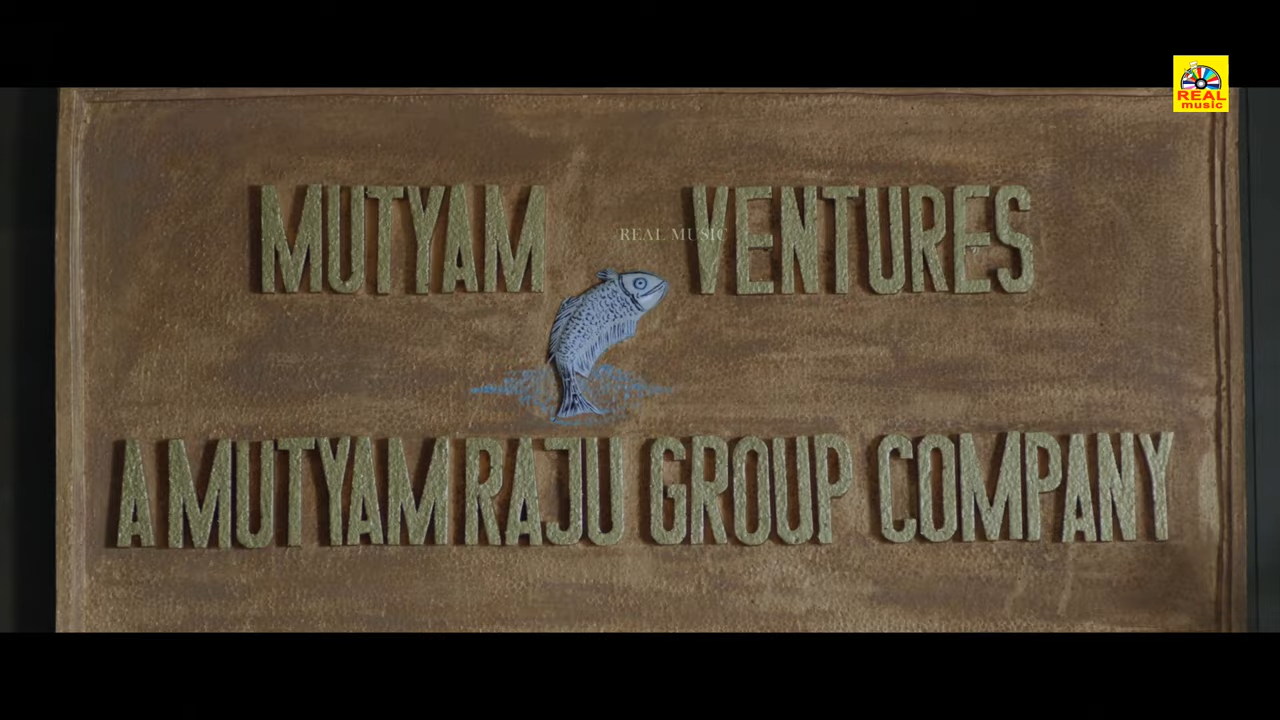 REAL
music
MUTYAM VENTURES
REAL MUSIC
A MUTYAM RAJU GROUP COMPANY